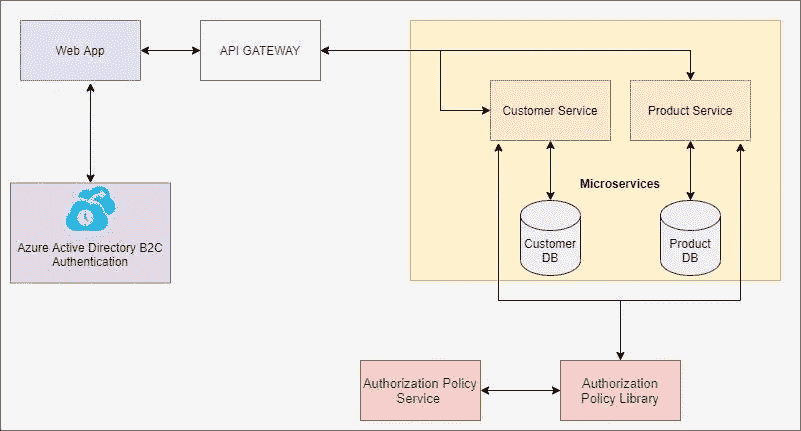 Web App
API GATEWAY
Customer Service
Product Service
Microservices
Customer
DB
Product
DB
Azure Active Directory B2C
Authentication
Authorization Policy
Service
Authorization
Policy Library